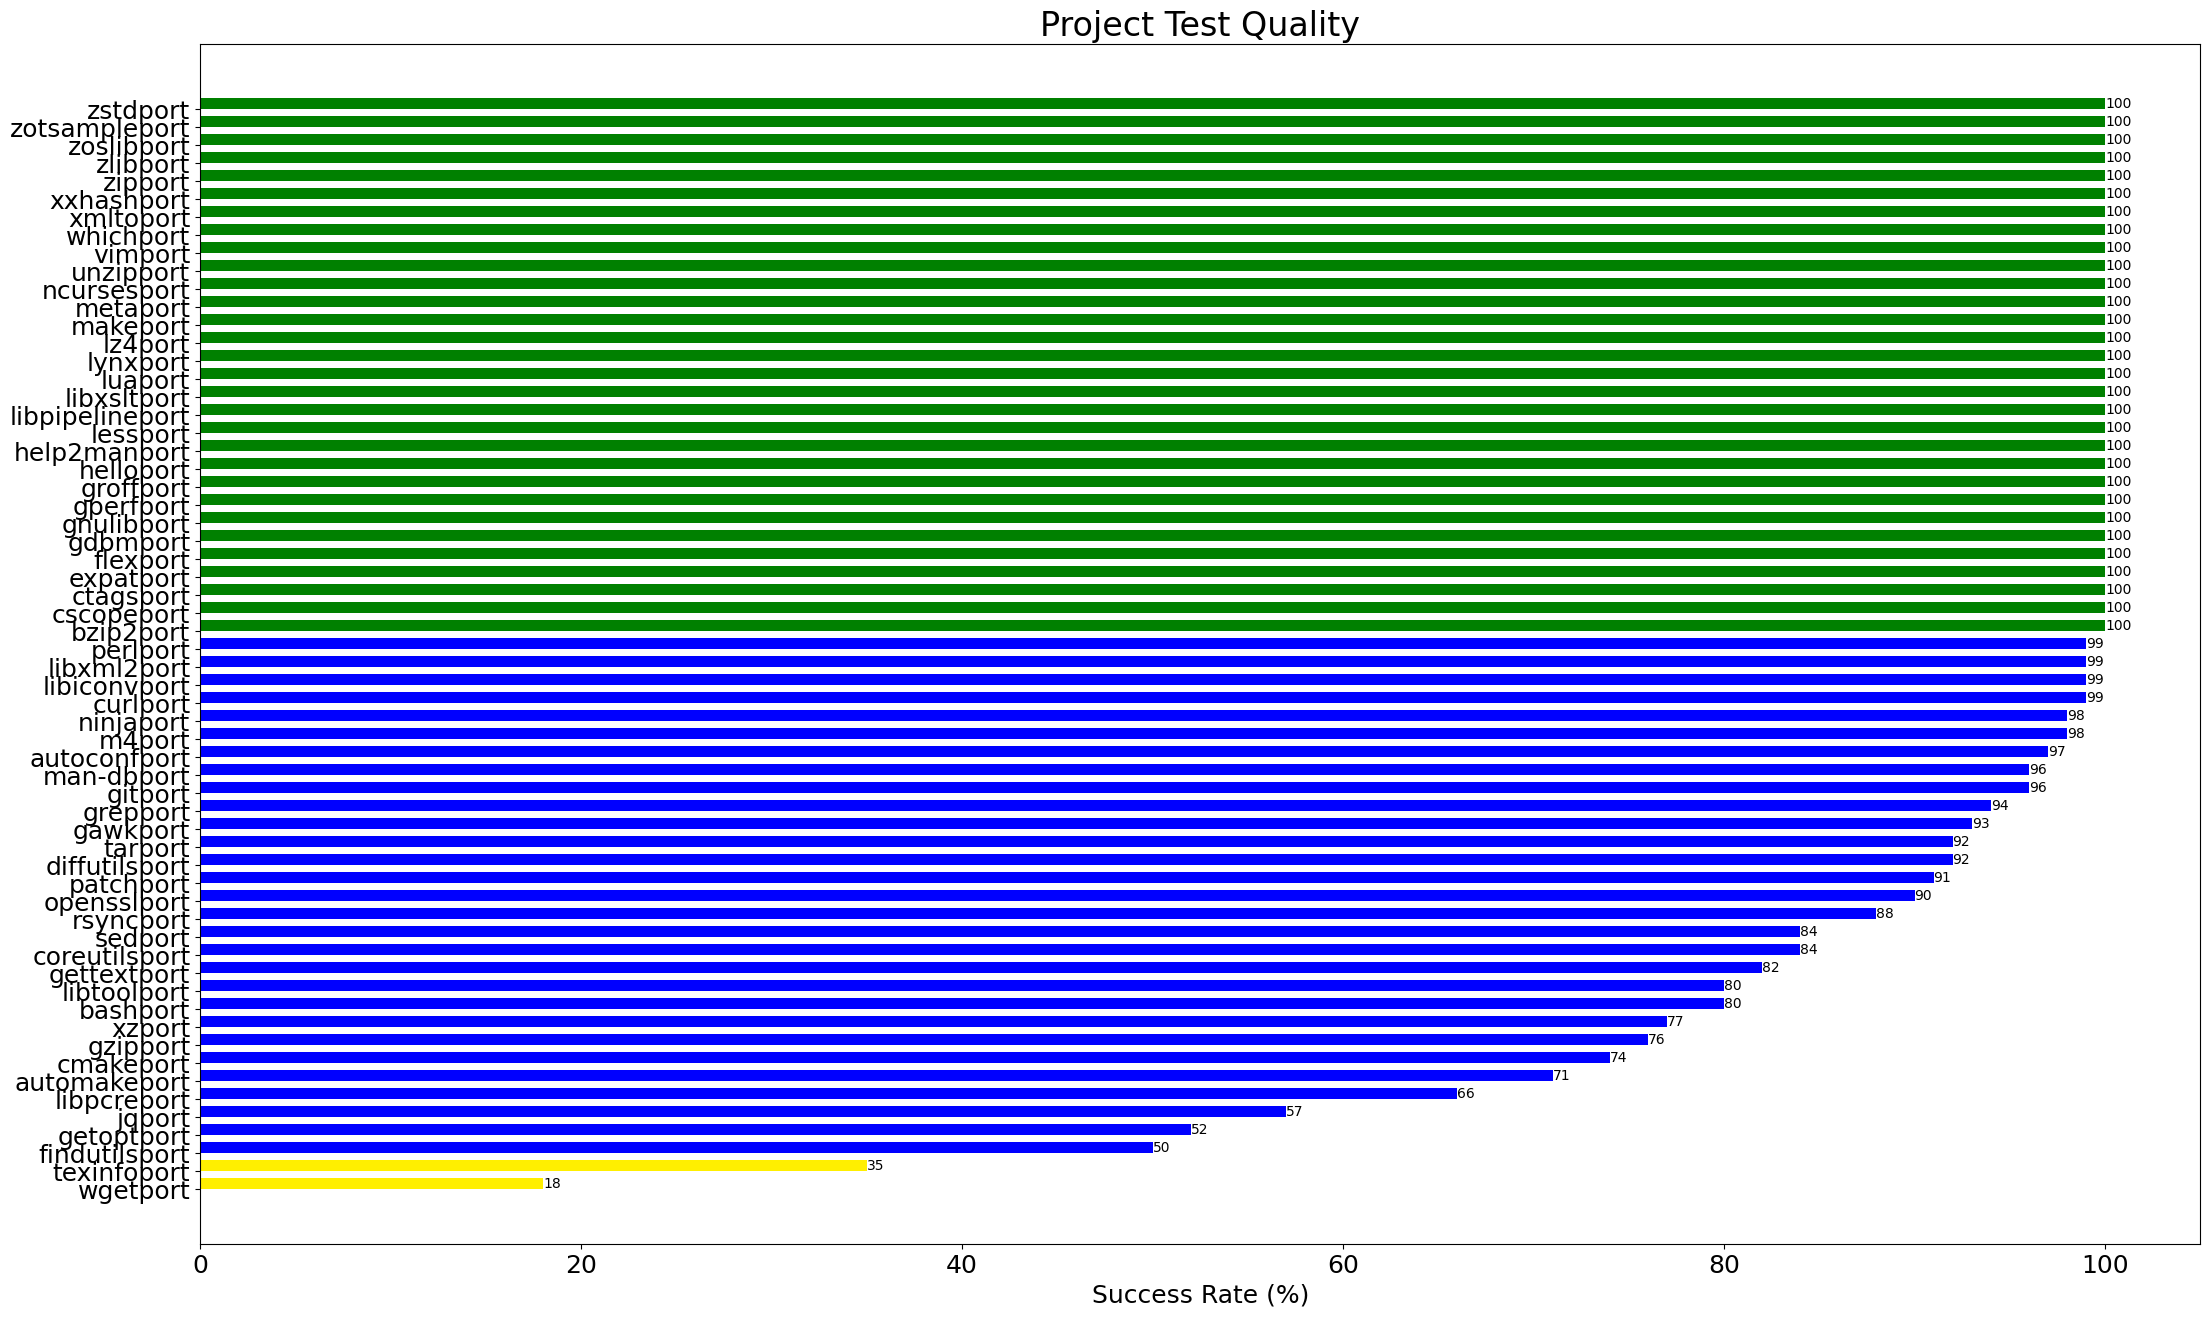 Project Test Quality
zstdport 100
zotsampleport 100
zoslibport 100
zlibport 100
zipport 100
xxhashport 100
xmltoport 100
whichport 100
vimport 100
unzipport 100
ncursesport 100
metaport 100
makeport 100
lz4port 100
lynxport 100
luaport 100
libxsltport 100
libpipelineport 100
lessport 100
help2manport 100
helloport 100
groffport 100
gperfport 100
gnulibport 100
gdbmport 100
flexport 100
expatport 100
ctagsport 100
cscopeport 100
bzip2port 100
perlport 99
libxml2port 99
libiconvport 99
curlport 99
ninjaport 98
m4port 98
autoconfport 97
man-dbport 96
gitport 96
grepport 94
gawkport 93
tarport 92
diffutilsport 92
patchport 91
opensslport 90
rsyncport 88
sedport 84
coreutilsport 84
gettextport 82
libtoolport 80
bashport 80
xzport 77
gzipport 76
cmakeport 74
automakeport 71
libpcreport 66
jqport 57
getoptport 52
findutilsport 50
texinfoport 35
wgetport 18
0 20 40 60 80 100
Success Rate (%)